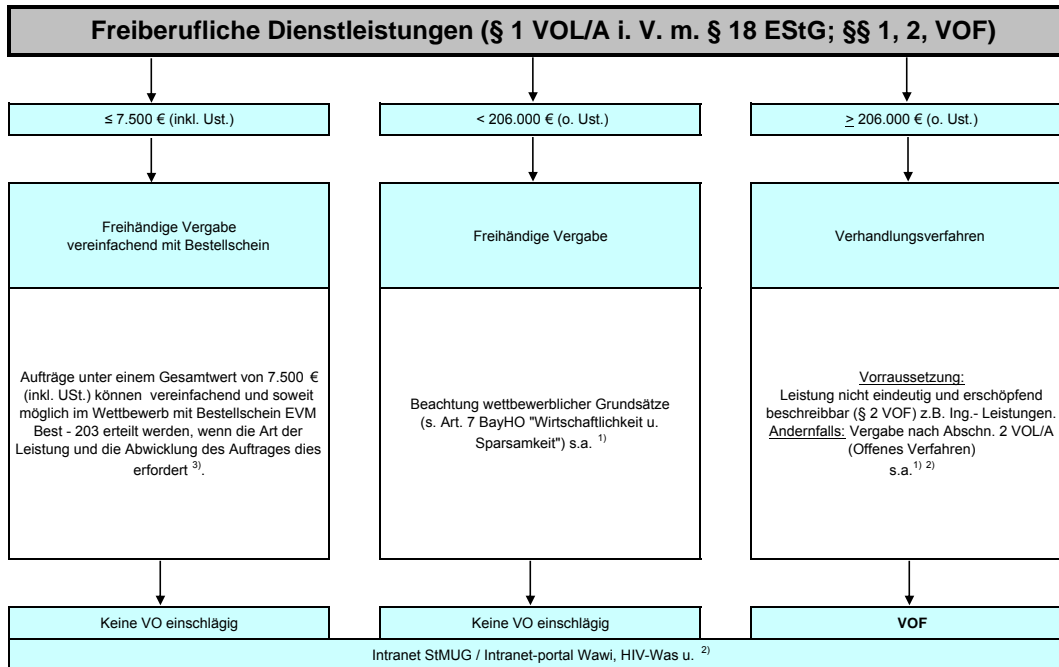 Freiberufliche Dienstleistungen (§ 1 VOL/A i. V. m. § 18 EStG; §§ 1, 2, VOF)
≤ 7.500 € (inkl. Ust.)
< 206.000 € (o. Ust.)
≥ 206.000 € (o. Ust.)
Freihändige Vergabe
vereinfachend mit Bestellschein
Freihändige Vergabe
Verhandlungsverfahren
Aufträge unter einem Gesamtwert von 7.500 €
(inkl. USt.) können vereinfachend und soweit
möglich im Wettbewerb mit Bestellschein EVM
Best - 203 erteilt werden, wenn die Art der
Leistung und die Abwicklung des Auftrages dies
erfordert 3).
Beachtung wettbewerblicher Grundsätze
(s. Art. 7 BayHO "Wirtschaftlichkeit u.
Sparsamkeit") s.a. 1)
Vorraussetzung:
Leistung nicht eindeutig und erschöpfend
beschreibbar (§ 2 VOF) z.B. Ing.- Leistungen.
Andernfalls: Vergabe nach Abschn. 2 VOL/A
(Offenes Verfahren)
s.a.1) 2)
Keine VO einschlägig
Keine VO einschlägig
VOF
Intranet StMUG / Intranet-portal Wawi, HIV-Was u. 2)